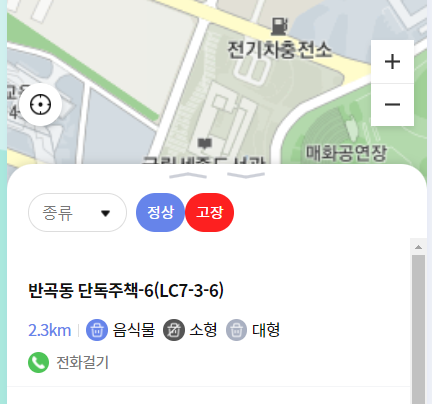 전기차충전소
+
−
매화공연장
종류
정상
고장
반곡동 단독주책-6(LC7-3-6)
2.3km 음식물 소형 대형
전화걸기